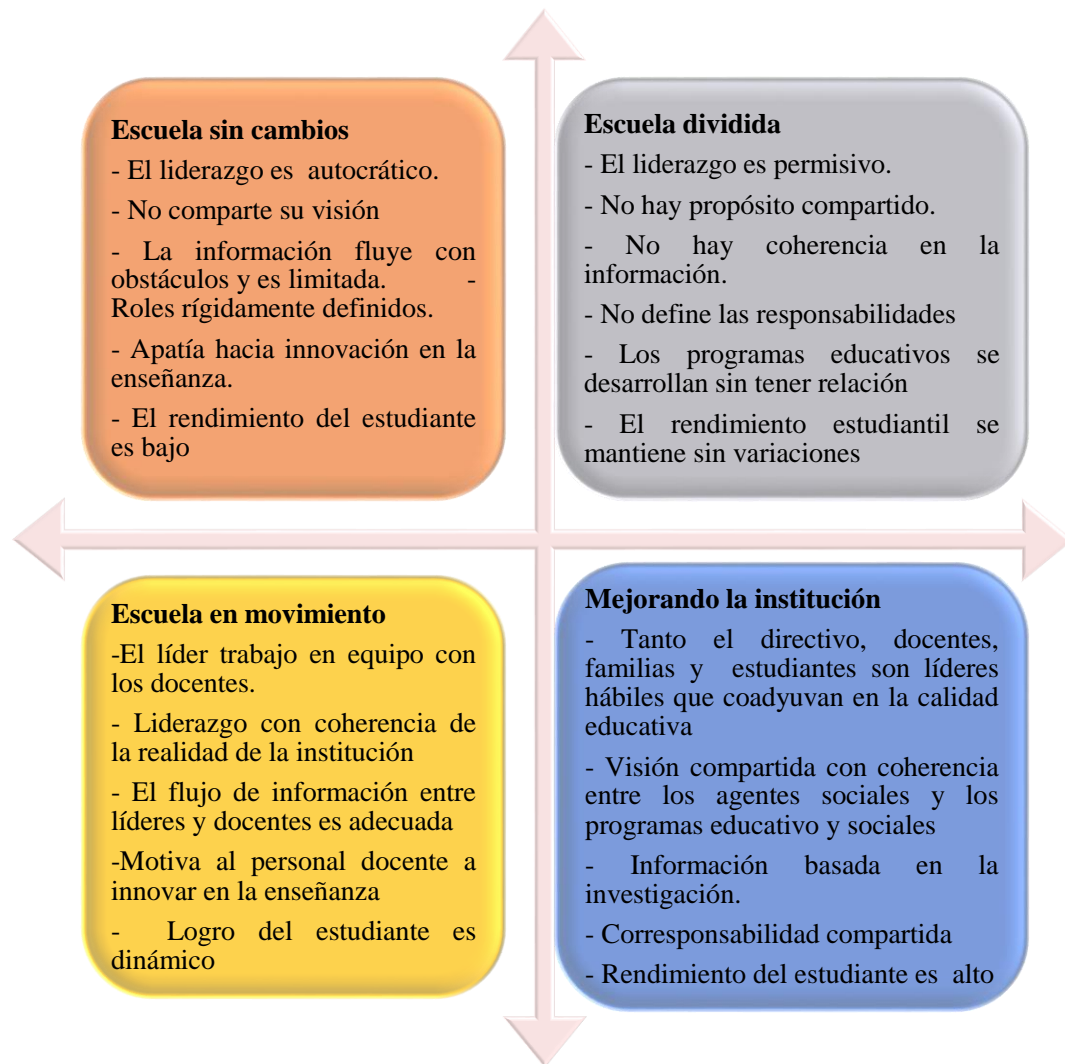 Escuela sin cambios
- El liderazgo es autocrático.
- No comparte su visión
- La información fluye con
obstáculos y es limitada. -
Roles rígidamente definidos.
- Apatía hacia innovación en la
enseñanza.
- El rendimiento del estudiante
es bajo
Escuela dividida
- El liderazgo es permisivo.
- No hay propósito compartido.
- No hay coherencia en la
información.
- No define las responsabilidades
- Los programas educativos se
desarrollan sin tener relación
- El rendimiento estudiantil se
mantiene sin variaciones
Escuela en movimiento
-El líder trabajo en equipo con
los docentes.
- Liderazgo con coherencia de
la realidad de la institución
- El flujo de información entre
líderes y docentes es adecuada
-Motiva al personal docente a
innovar en la enseñanza
- Logro del estudiante es
dinámico
Mejorando la institución
- Tanto el directivo, docentes,
familias y estudiantes son líderes
hábiles que coadyuvan en la calidad
educativa
- Visión compartida con coherencia
entre los agentes sociales y los
programas educativo y sociales
- Información basada en la
investigación.
- Corresponsabilidad compartida
- Rendimiento del estudiante es alto